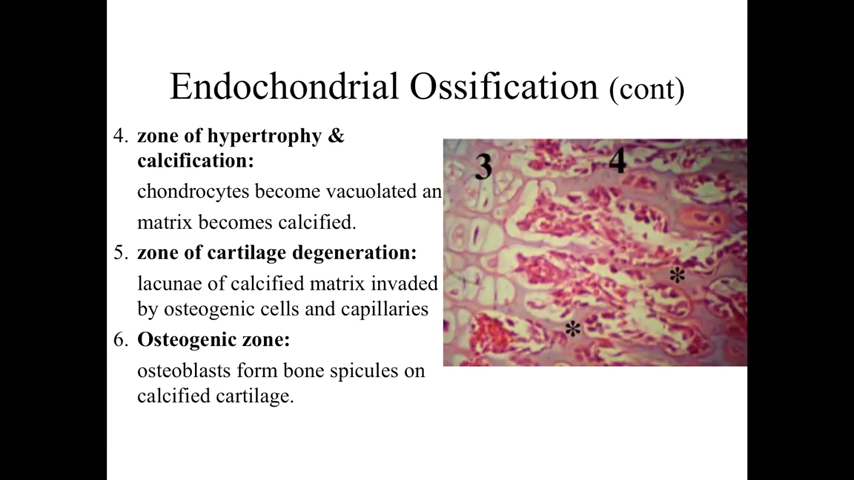 Endochondrial Ossification (cont)
4. zone of hypertrophy &
calcification:
chondrocytes become vacuolated an
matrix becomes calcified.
5. zone of cartilage degeneration:
lacunae of calcified matrix invaded
by osteogenic cells and capillaries
6. Osteogenic zone:
osteoblasts form bone spicules on
calcified cartilage.
3 4
*
*